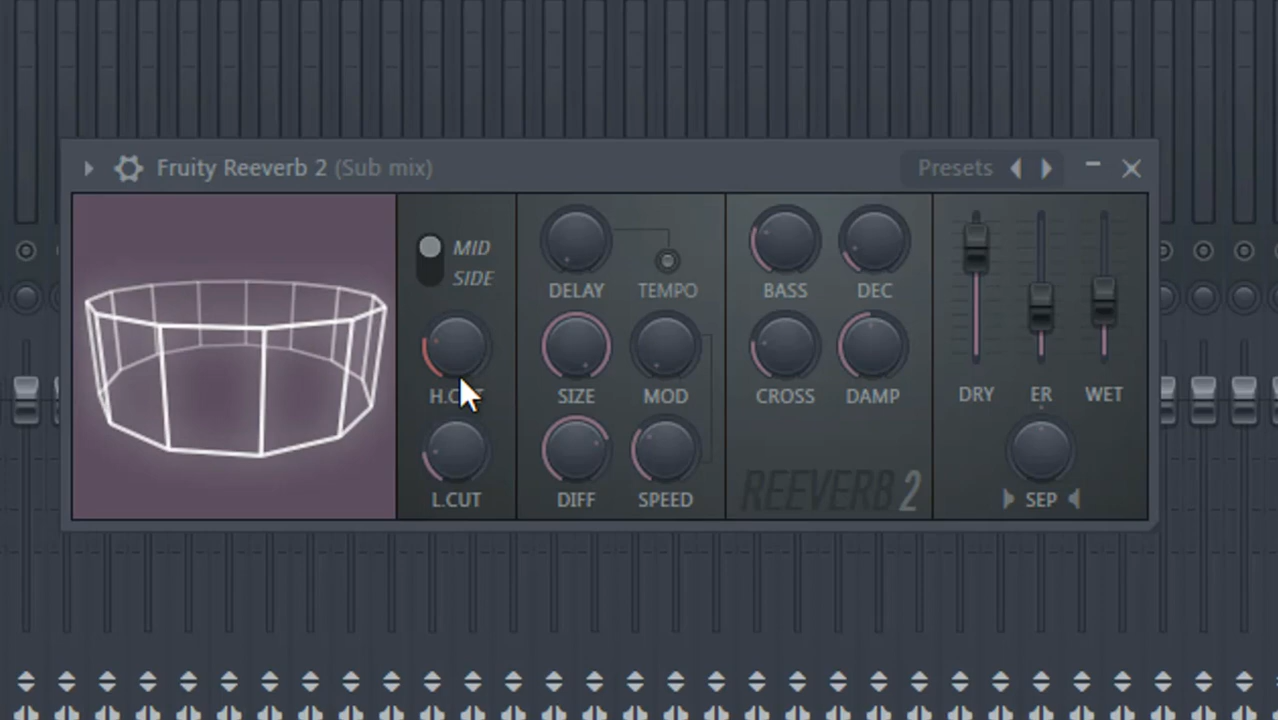 Fruity Reeverb 2 (Sub mix)
Presets
MID
SIDE
H.CUT
L.CUT
DELAY
TEMPO
SIZE
MOD
DIFF
SPEED
BASS
DEC
CROSS
DAMP
REEVERB 2
DRY
ER
WET
SEP